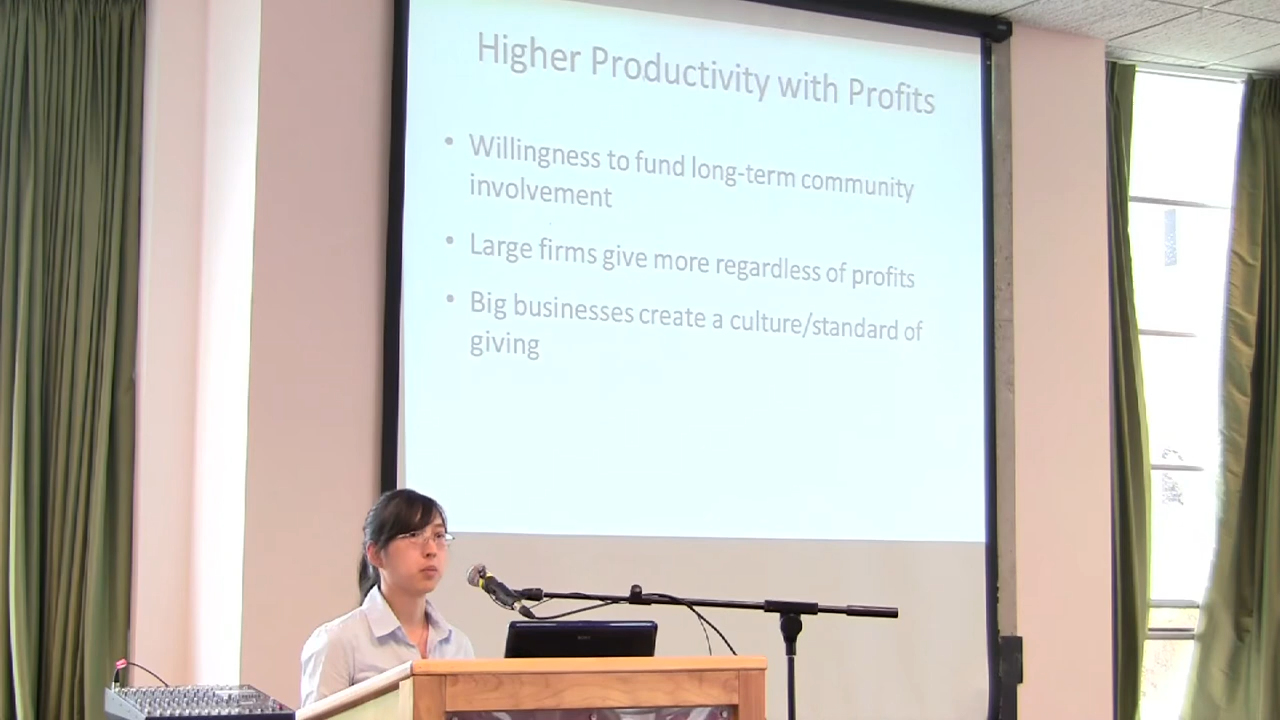 Higher Productivity with Profits
• Willingness to fund long-term community
involvement
• Large firms give more regardless of profits
• Big businesses create a culture/standard of
giving
SONY